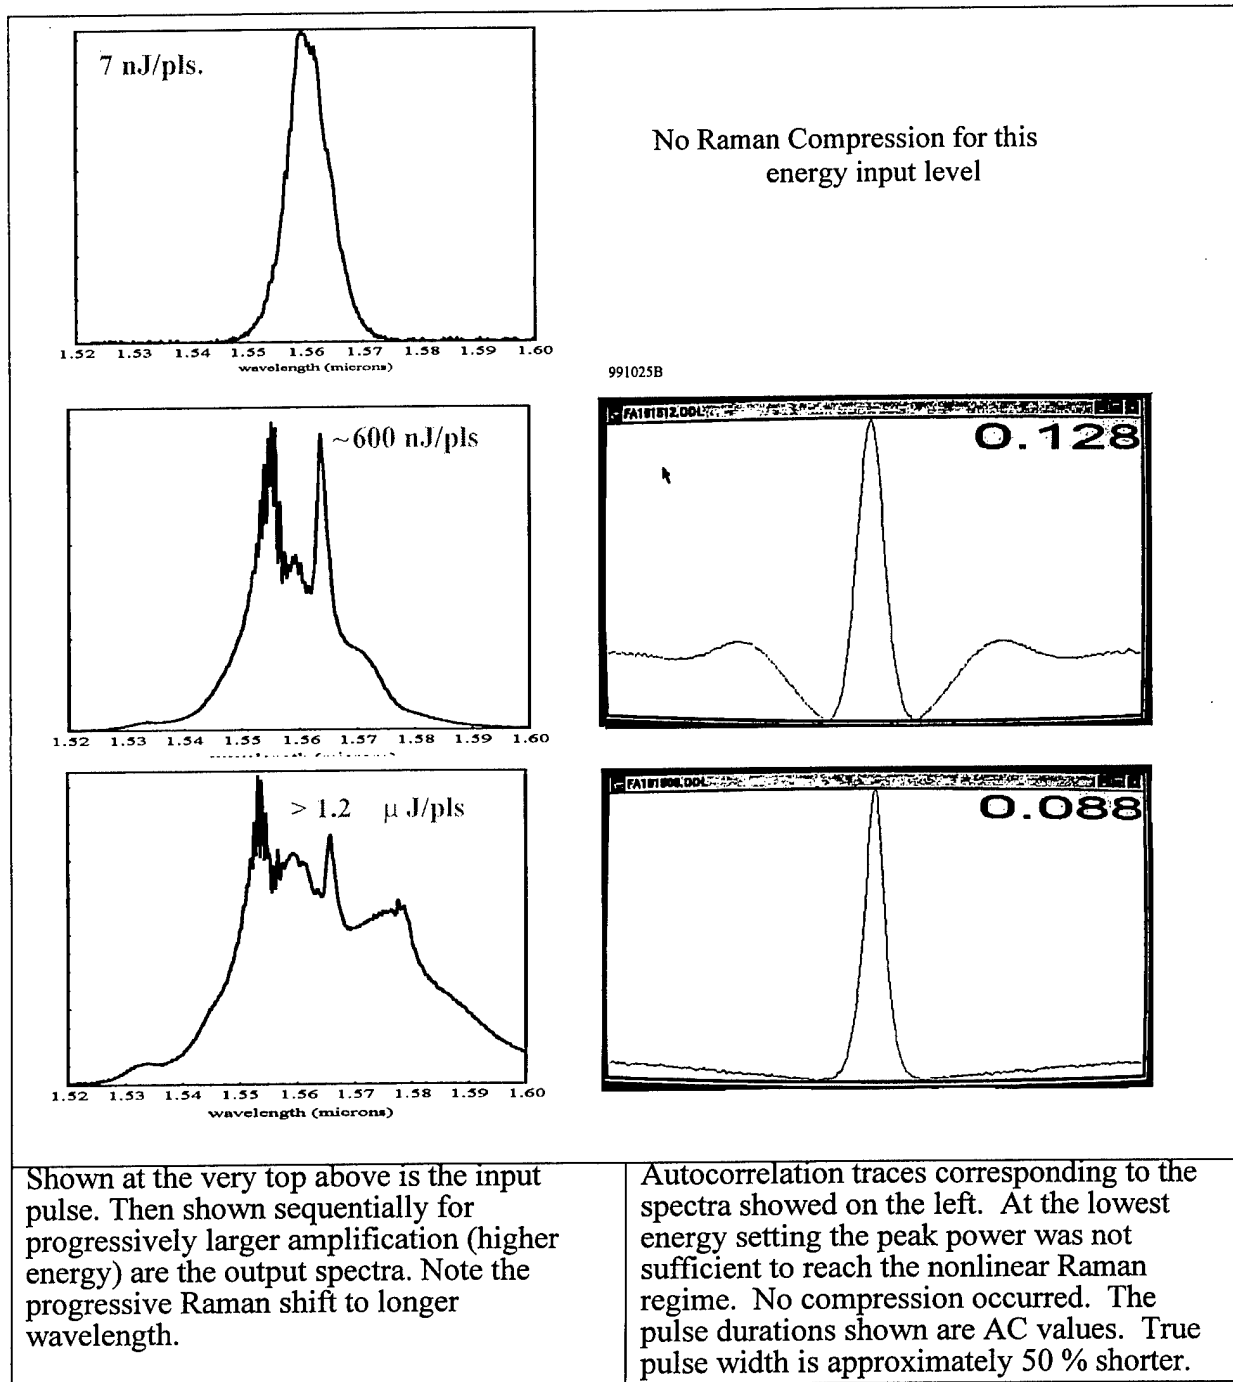 7 nJ/pls.
No Raman Compression for this
energy input level
1.52 1.53 1.54 1.55 1.56 1.57 1.58 1.59 1.60
wavelength (microns)
991025B
~600 nJ/pls
FA191512.DDL
0.128
1.52 1.53 1.54 1.55 1.56 1.57 1.58 1.59 1.60
> 1.2 μ J/pls
0.088
1.52 1.53 1.54 1.55 1.56 1.57 1.58 1.59 1.60
wavelength (microns)
Shown at the very top above is the input
pulse. Then shown sequentially for
progressively larger amplification (higher
energy) are the output spectra. Note the
progressive Raman shift to longer
wavelength.
Autocorrelation traces corresponding to the
spectra showed on the left. At the lowest
energy setting the peak power was not
sufficient to reach the nonlinear Raman
regime. No compression occurred. The
pulse durations shown are AC values. True
pulse width is approximately 50 % shorter.